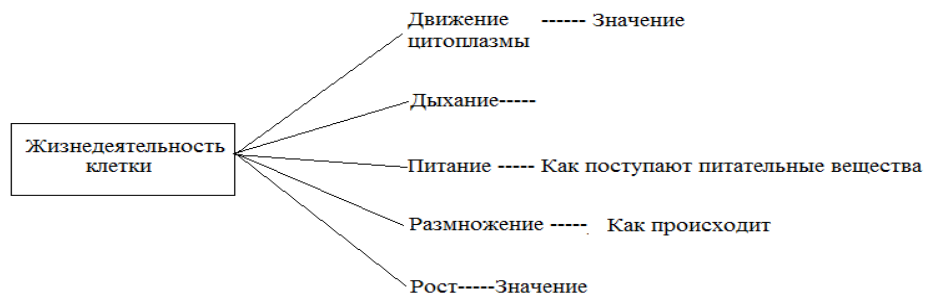 Движение ------ Значение
цитоплазмы
Дыхание-----
Жизнедеятельность
клетки
Питание ----- Как поступают питательные вещества
Размножение ----- Как происходит
Рост-----Значение